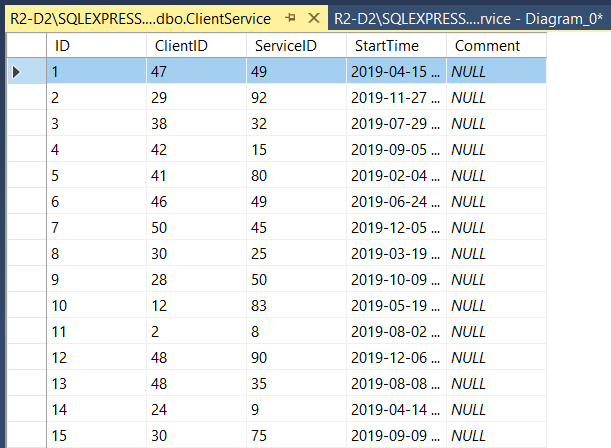 R2-D2\SQLEXPRESS....dbo.ClientService R2-D2\SQLEXPRESS....rvice - Diagram_0*
ID ClientID ServiceID StartTime Comment
1 47 49 2019-04-15 ... NULL
2 29 92 2019-11-27 ... NULL
3 38 32 2019-07-29 ... NULL
4 42 15 2019-09-05 ... NULL
5 41 80 2019-02-04 ... NULL
6 46 49 2019-06-24 ... NULL
7 50 45 2019-12-05 ... NULL
8 30 25 2019-03-19 ... NULL
9 28 50 2019-10-09 ... NULL
10 12 83 2019-05-19 ... NULL
11 2 8 2019-08-02 ... NULL
12 48 90 2019-12-06 ... NULL
13 48 35 2019-08-08 ... NULL
14 24 9 2019-04-14 ... NULL
15 30 75 2019-09-09 ... NULL